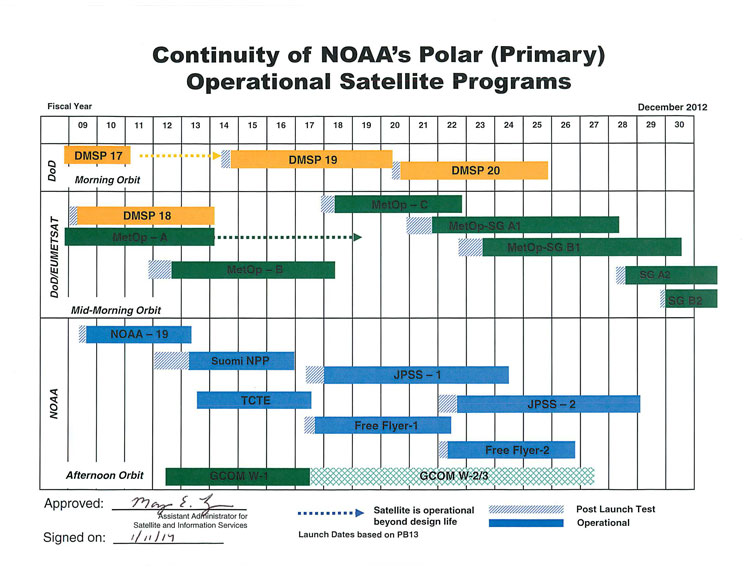 Continuity of NOAA's Polar (Primary)
Operational Satellite Programs
Fiscal Year
December 2012
09 10 11 12 13 14 15 16 17 18 19 20 21 22 23 24 25 26 27 28 29 30
DoD
DMSP 17
DMSP 19
DMSP 20
Morning Orbit
DoD/EUMETSAT
MetOp – C
DMSP 18
MetOp-SG A1
MetOp – A
MetOp-SG B1
MetOp – B
SG A2
SG B2
Mid-Morning Orbit
NOAA
NOAA – 19
Suomi NPP
JPSS – 1
TCTE
JPSS – 2
Free Flyer-1
Free Flyer-2
Afternoon Orbit
GCOM W-1
GCOM W-2/3
Approved:
Assistant Administrator for
Satellite and Information Services
Signed on: 1/11/14
Satellite is operational
beyond design life
Launch Dates based on PB13
Post Launch Test
Operational